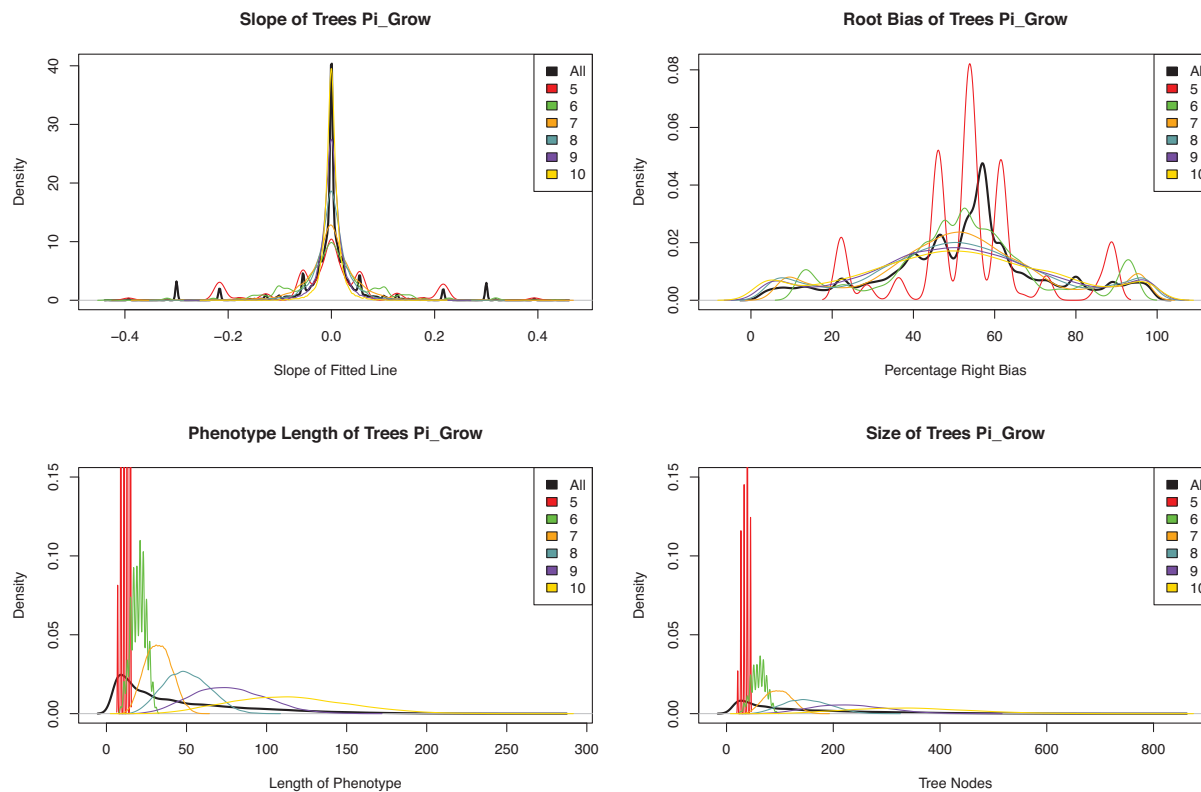 Slope of Trees Pi_Grow
Density
0 10 20 30 40
−0.4 −0.2 0.0 0.2 0.4
Slope of Fitted Line
All
5
6
7
8
9
10
Root Bias of Trees Pi_Grow
Density
0.00 0.02 0.04 0.06 0.08
0 20 40 60 80 100
Percentage Right Bias
All
5
6
7
8
9
10
Phenotype Length of Trees Pi_Grow
Density
0.00 0.05 0.10 0.15
0 50 100 150 200 250 300
Length of Phenotype
All
5
6
7
8
9
10
Size of Trees Pi_Grow
Density
0.00 0.05 0.10 0.15
0 200 400 600 800
Tree Nodes
All
5
6
7
8
9
10